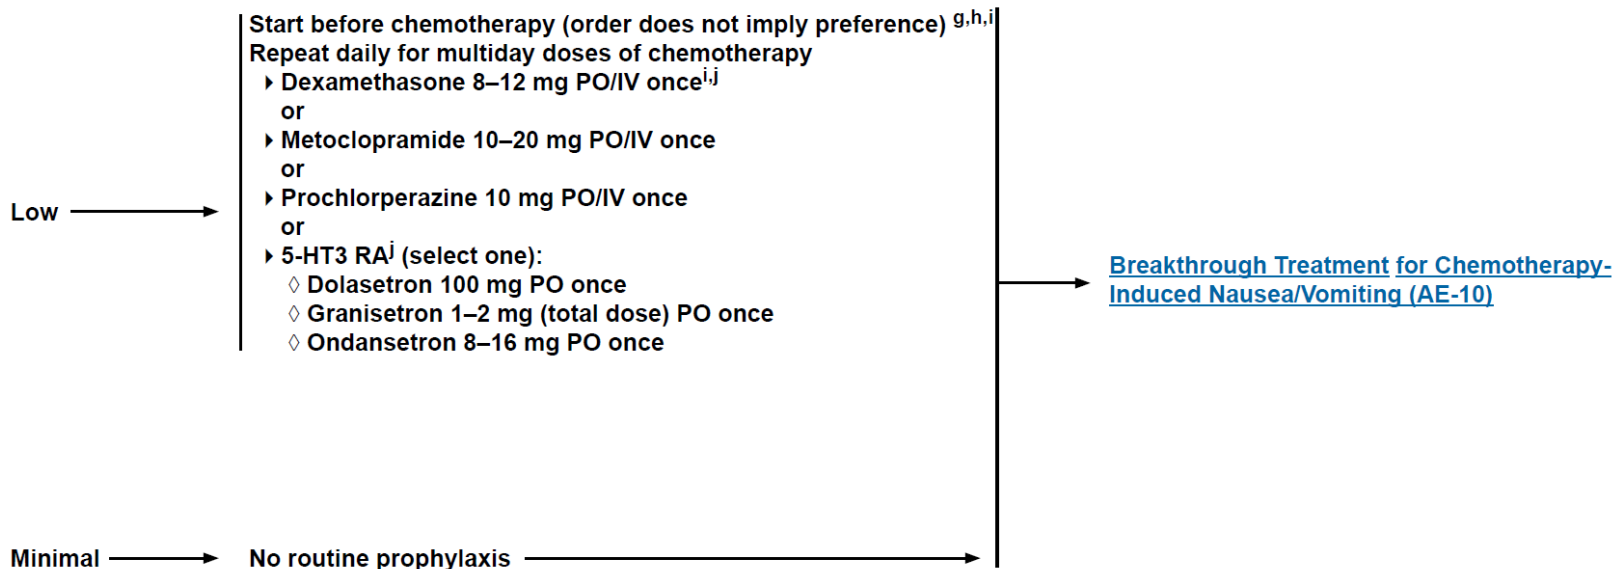 Start before chemotherapy (order does not imply preference) g,h,i
Repeat daily for multiday doses of chemotherapy
Dexamethasone 8–12 mg PO/IV once i,j
or
Metoclopramide 10–20 mg PO/IV once
or
Prochlorperazine 10 mg PO/IV once
Low
or
5-HT3 RA j (select one):
◊ Dolasetron 100 mg PO once
◊ Granisetron 1–2 mg (total dose) PO once
◊ Ondansetron 8–16 mg PO once
Breakthrough Treatment for Chemotherapy-
Induced Nausea/Vomiting (AE-10)
Minimal
No routine prophylaxis